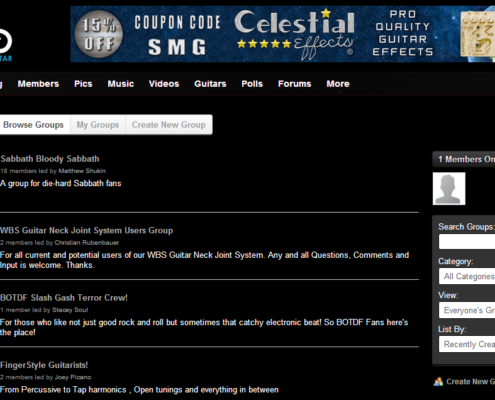 15% OFF
COUPON CODE
SMG
Celestial
Effects
PRO
QUALITY
GUITAR
EFFECTS
TAR
g Members Pics Music Videos Guitars Polls Forums More
Browse Groups My Groups Create New Group
Sabbath Bloody Sabbath
18 members led by Matthew Shukin
A group for die-hard Sabbath fans
WBS Guitar Neck Joint System Users Group
2 members led by Christian Rubenbauer
For all current and potential users of our WBS Guitar Neck Joint System. Any and all Questions, Comments and
Input is welcome. Thanks.
BOTDF Slash Gash Terror Crew!
1 member led by Stacey Soul
For those who like not just good rock and roll but sometimes that catchy electronic beat! So BOTDF Fans here's
the place!
FingerStyle Guitarists!
2 members led by Joey Picano
From Percussive to Tap harmonics , Open tunings and everything in between
1 Members On
Search Groups:
Category:
All Categories
View:
Everyone's Gr
List By:
Recently Crea
Create New G